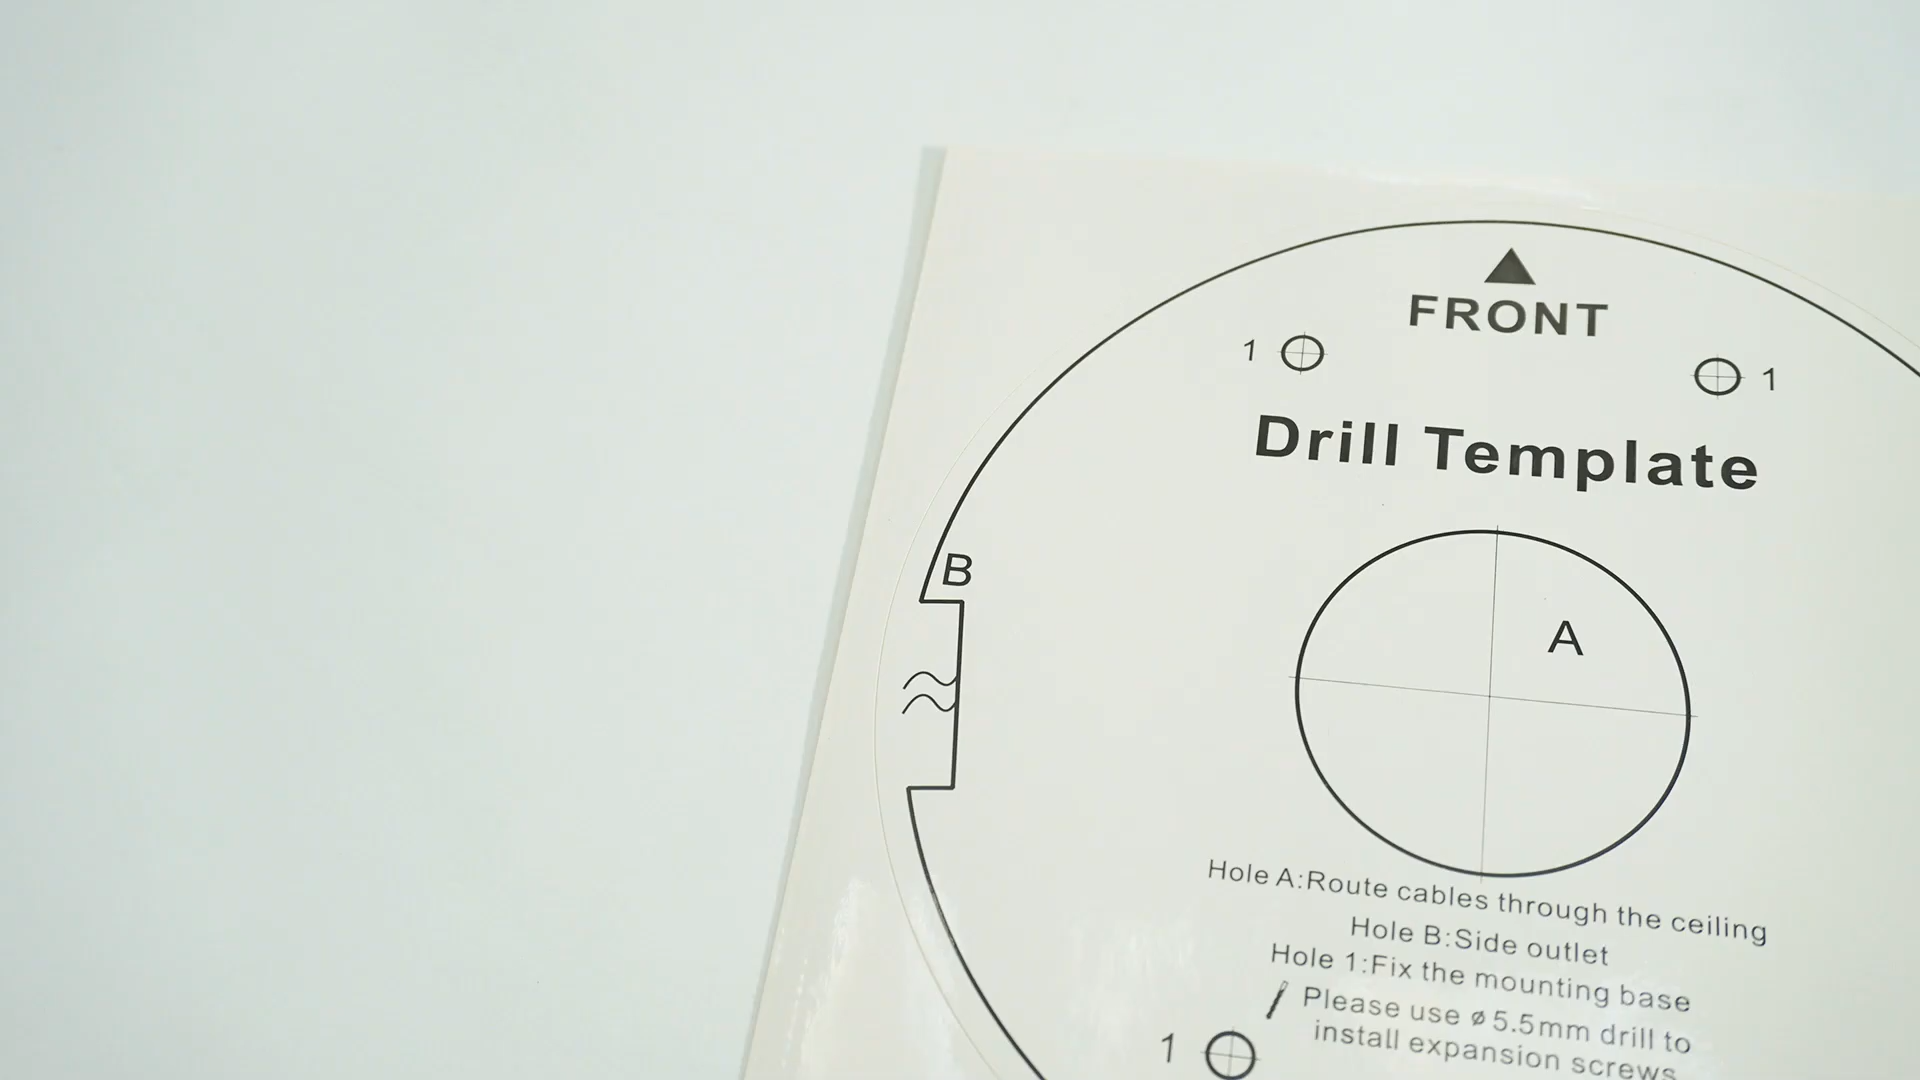 FRONT
1 1
Drill Template
B
A
Hole A:Route cables through the ceiling
Hole B:Side outlet
Hole 1:Fix the mounting base
Please use ø5.5mm drill to
install expansion screws
1